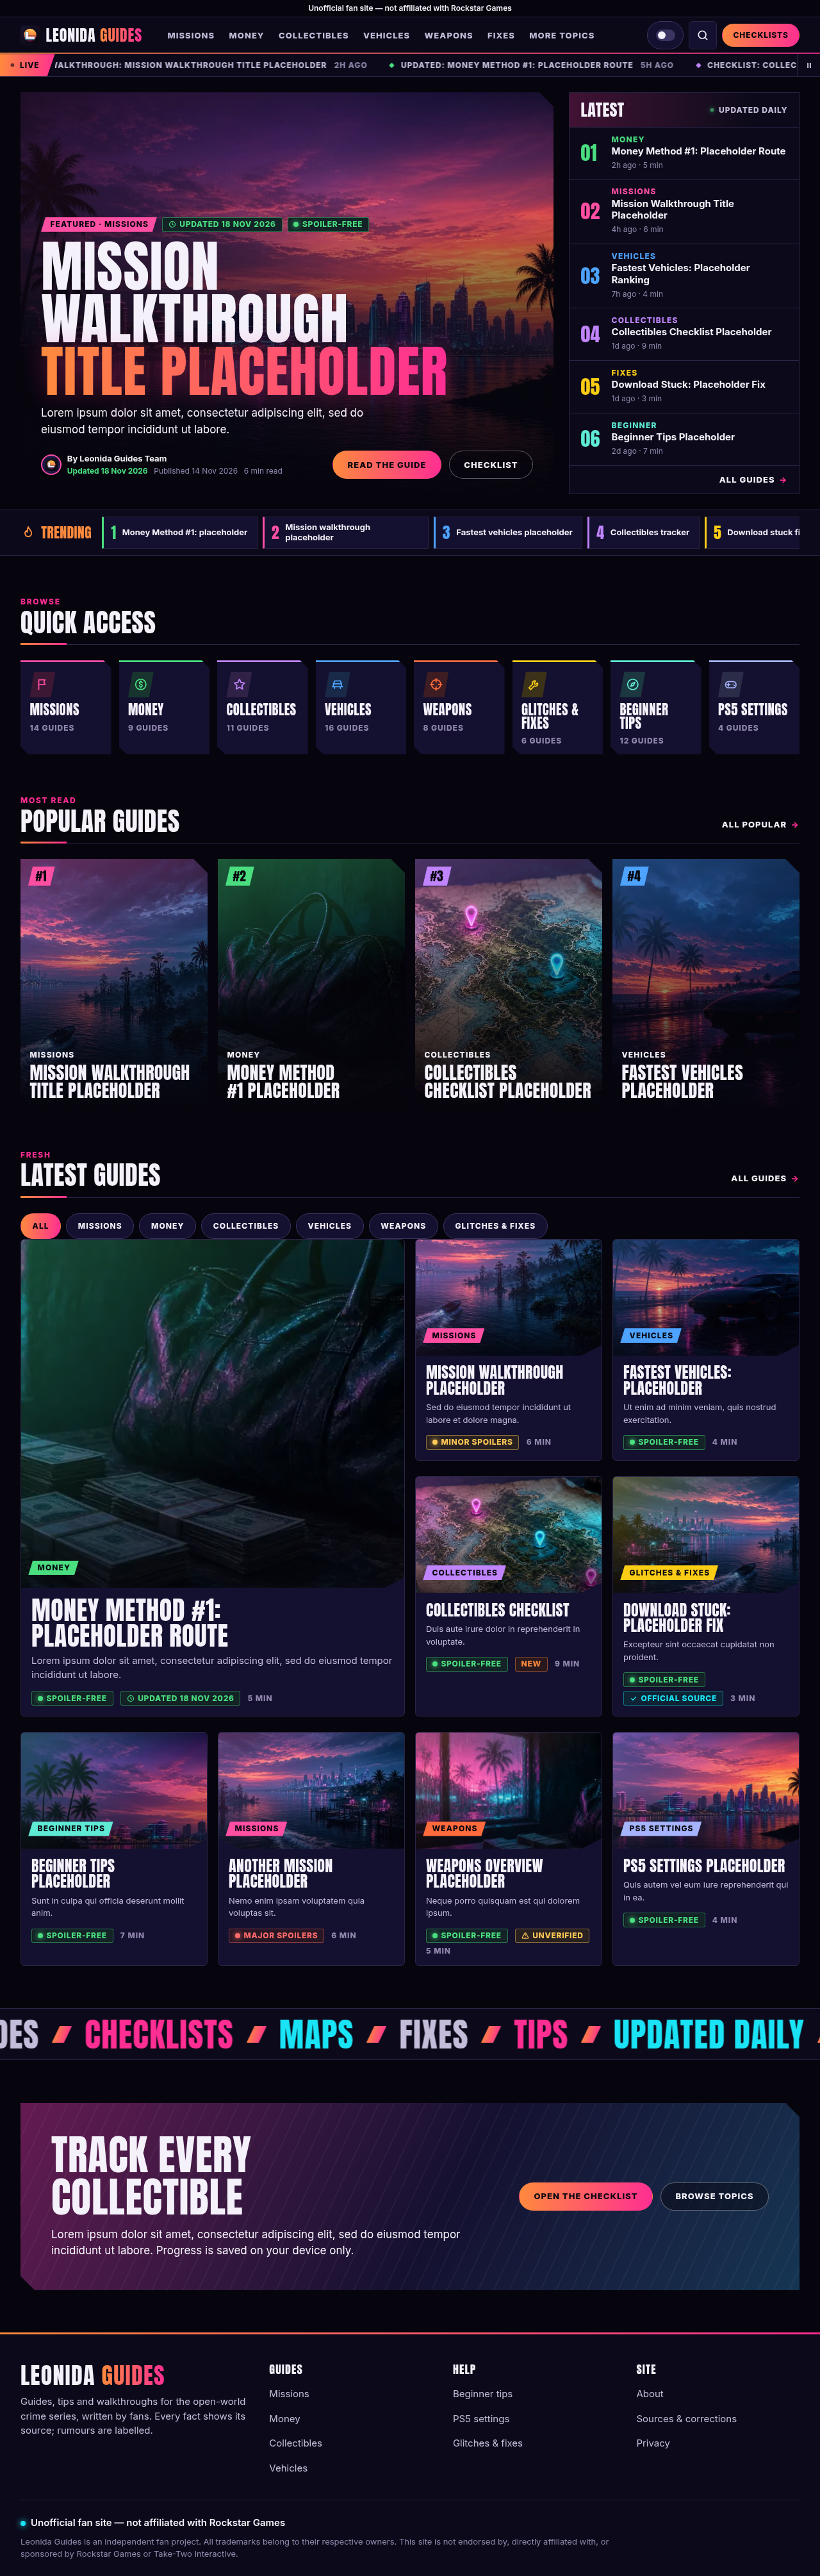 Unofficial fan site — not affiliated with Rockstar Games
LEONIDA GUIDES
MISSIONS MONEY COLLECTIBLES VEHICLES WEAPONS FIXES MORE TOPICS
CHECKLISTS
LIVE
WALKTHROUGH: MISSION WALKTHROUGH TITLE PLACEHOLDER 2H AGO
UPDATED: MONEY METHOD #1: PLACEHOLDER ROUTE 5H AGO
CHECKLIST: COLLEC
FEATURED · MISSIONS
UPDATED 18 NOV 2026
SPOILER-FREE
MISSION
WALKTHROUGH
TITLE PLACEHOLDER
Lorem ipsum dolor sit amet, consectetur adipiscing elit, sed do
eiusmod tempor incididunt ut labore.
By Leonida Guides Team
Updated 18 Nov 2026 Published 14 Nov 2026 6 min read
READ THE GUIDE
CHECKLIST
LATEST
UPDATED DAILY
01
MONEY
Money Method #1: Placeholder Route
2h ago · 5 min
02
MISSIONS
Mission Walkthrough Title
Placeholder
4h ago · 6 min
03
VEHICLES
Fastest Vehicles: Placeholder
Ranking
7h ago · 4 min
04
COLLECTIBLES
Collectibles Checklist Placeholder
1d ago · 9 min
05
FIXES
Download Stuck: Placeholder Fix
1d ago · 3 min
06
BEGINNER
Beginner Tips Placeholder
2d ago · 7 min
ALL GUIDES →
TRENDING
1 Money Method #1: placeholder
2 Mission walkthrough
placeholder
3 Fastest vehicles placeholder
4 Collectibles tracker
5 Download stuck fi
BROWSE
QUICK ACCESS
MISSIONS
14 GUIDES
MONEY
9 GUIDES
COLLECTIBLES
11 GUIDES
VEHICLES
16 GUIDES
WEAPONS
8 GUIDES
GLITCHES &
FIXES
6 GUIDES
BEGINNER
TIPS
12 GUIDES
PS5 SETTINGS
4 GUIDES
MOST READ
POPULAR GUIDES
ALL POPULAR →
#1
MISSIONS
MISSION WALKTHROUGH
TITLE PLACEHOLDER
#2
MONEY
MONEY METHOD
#1 PLACEHOLDER
#3
COLLECTIBLES
COLLECTIBLES
CHECKLIST PLACEHOLDER
#4
VEHICLES
FASTEST VEHICLES
PLACEHOLDER
FRESH
LATEST GUIDES
ALL GUIDES →
ALL MISSIONS MONEY COLLECTIBLES VEHICLES WEAPONS GLITCHES & FIXES
MONEY
MONEY METHOD #1:
PLACEHOLDER ROUTE
Lorem ipsum dolor sit amet, consectetur adipiscing elit, sed do eiusmod tempor
incididunt ut labore.
SPOILER-FREE UPDATED 18 NOV 2026 5 MIN
MISSIONS
MISSION WALKTHROUGH
PLACEHOLDER
Sed do eiusmod tempor incididunt ut
labore et dolore magna.
MINOR SPOILERS 6 MIN
VEHICLES
FASTEST VEHICLES:
PLACEHOLDER
Ut enim ad minim veniam, quis nostrud
exercitation.
SPOILER-FREE 4 MIN
COLLECTIBLES
COLLECTIBLES CHECKLIST
Duis aute irure dolor in reprehenderit in
voluptate.
SPOILER-FREE NEW 9 MIN
GLITCHES & FIXES
DOWNLOAD STUCK:
PLACEHOLDER FIX
Excepteur sint occaecat cupidatat non
proident.
SPOILER-FREE
OFFICIAL SOURCE 3 MIN
BEGINNER TIPS
BEGINNER TIPS
PLACEHOLDER
Sunt in culpa qui officia deserunt mollit
anim.
SPOILER-FREE 7 MIN
MISSIONS
ANOTHER MISSION
PLACEHOLDER
Nemo enim ipsam voluptatem quia
voluptas sit.
MAJOR SPOILERS 6 MIN
WEAPONS
WEAPONS OVERVIEW
PLACEHOLDER
Neque porro quisquam est qui dolorem
ipsum.
SPOILER-FREE UNVERIFIED
5 MIN
PS5 SETTINGS
PS5 SETTINGS PLACEHOLDER
Quis autem vel eum iure reprehenderit qui
in ea.
SPOILER-FREE 4 MIN
DES CHECKLISTS MAPS FIXES TIPS UPDATED DAILY
TRACK EVERY
COLLECTIBLE
Lorem ipsum dolor sit amet, consectetur adipiscing elit, sed do eiusmod tempor
incididunt ut labore. Progress is saved on your device only.
OPEN THE CHECKLIST
BROWSE TOPICS
LEONIDA GUIDES
Guides, tips and walkthroughs for the open-world
crime series, written by fans. Every fact shows its
source; rumours are labelled.
GUIDES
Missions
Money
Collectibles
Vehicles
HELP
Beginner tips
PS5 settings
Glitches & fixes
SITE
About
Sources & corrections
Privacy
Unofficial fan site — not affiliated with Rockstar Games
Leonida Guides is an independent fan project. All trademarks belong to their respective owners. This site is not endorsed by, directly affiliated with, or
sponsored by Rockstar Games or Take-Two Interactive.